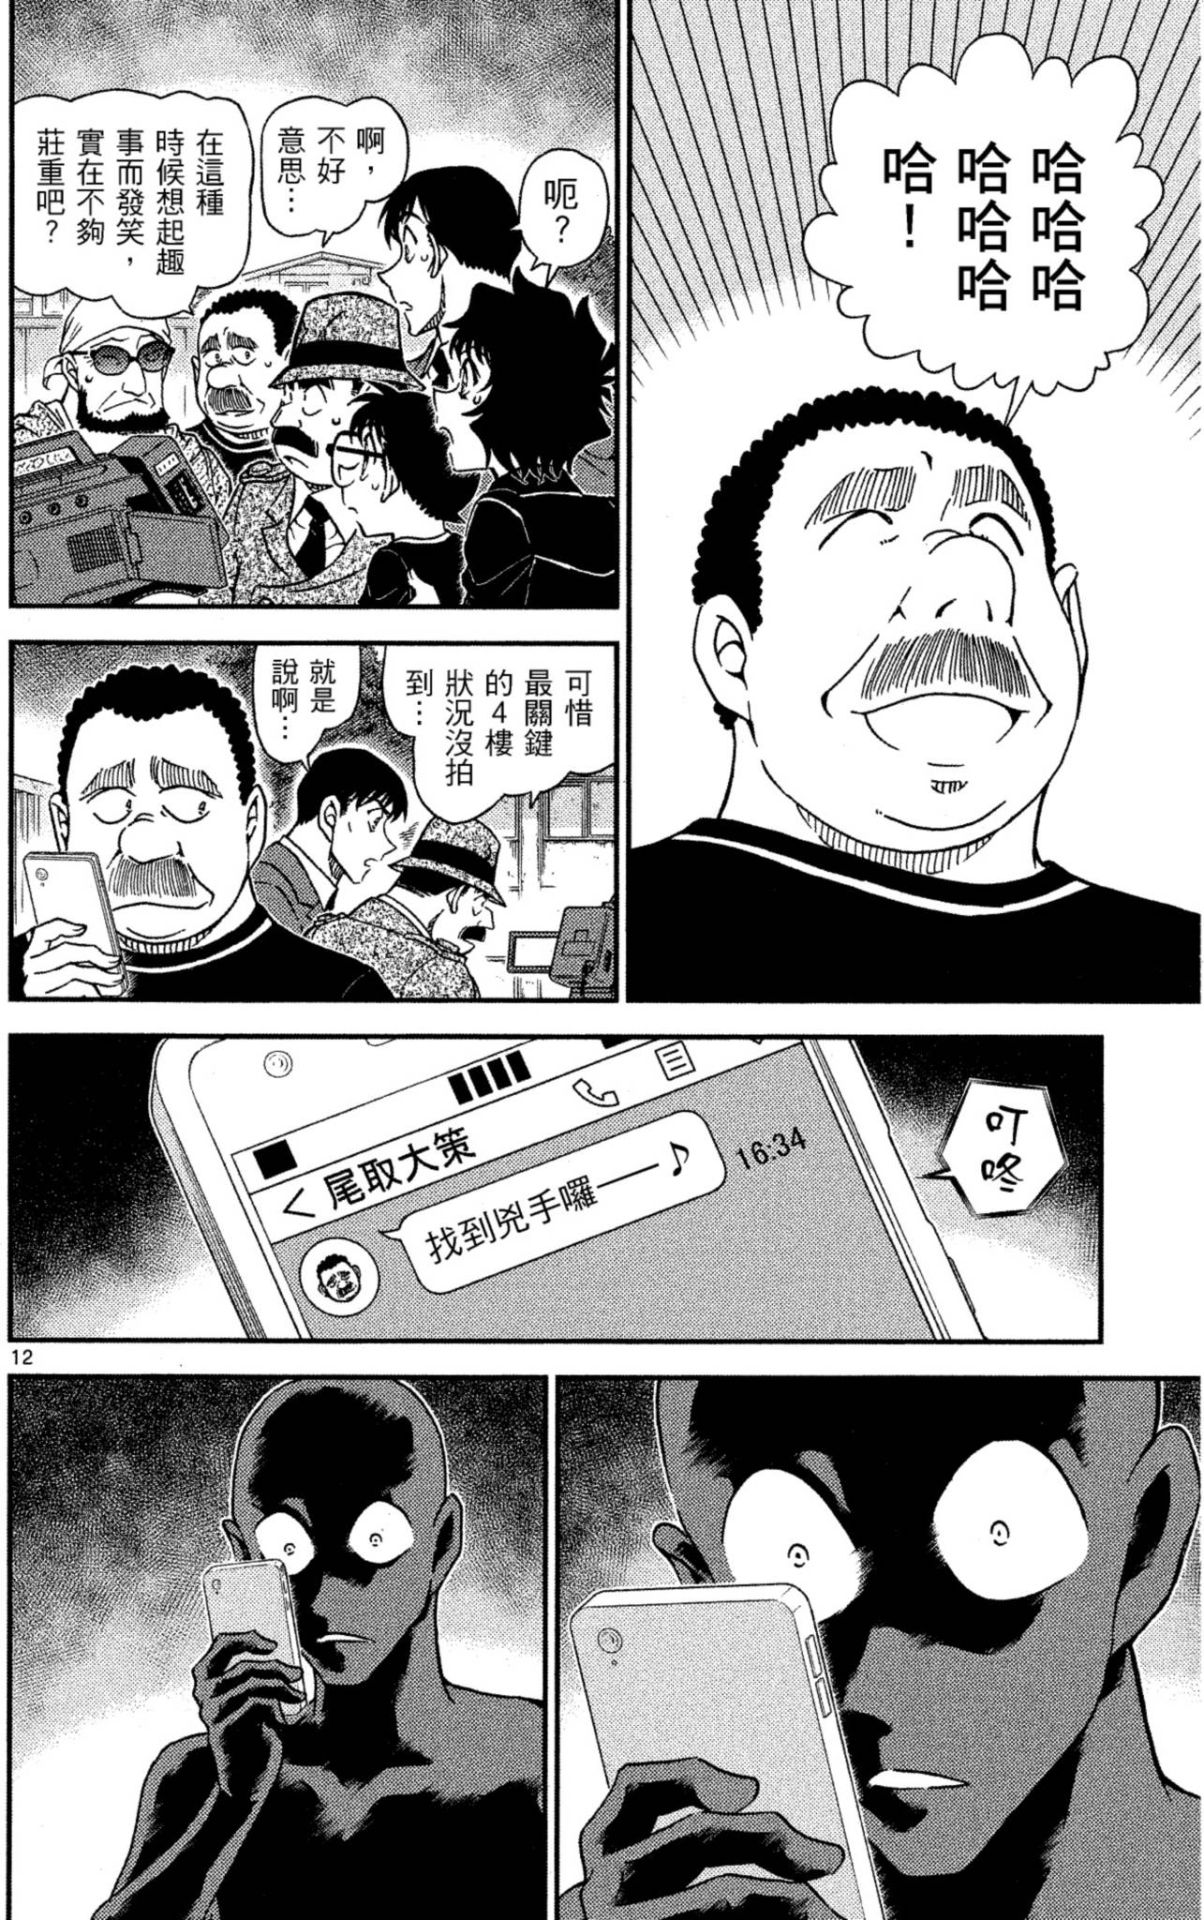 哈哈哈
哈哈哈
哈！
呃？
啊，
不好
意思…
在這種
時候想起趣
事而發笑，
實在不夠
莊重吧？
可惜
最關鍵
的4樓
狀況沒拍
到…
就是
說啊…
叮咚
＜尾取大策
找到兇手囉──♪
16:34
12